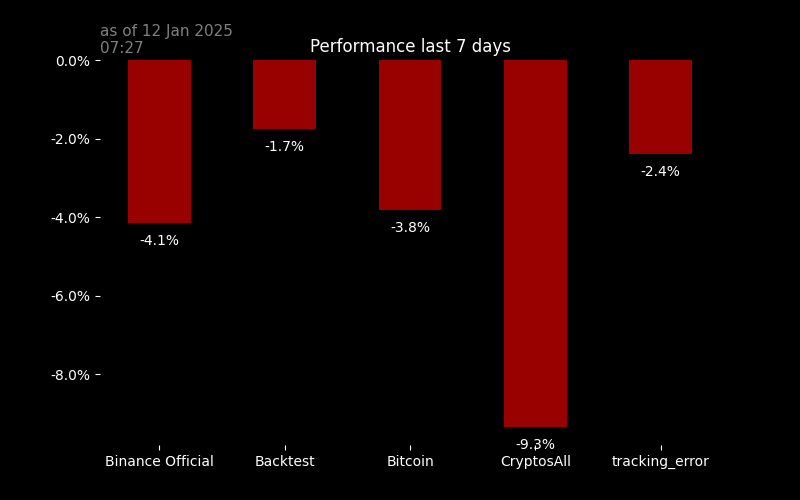 as of 12 Jan 2025
07:27
Performance last 7 days
0.0%
-2.0%
-4.0%
-6.0%
-8.0%
-4.1%
-1.7%
-3.8%
-9.3%
-2.4%
Binance Official
Backtest
Bitcoin
CryptosAll
tracking_error